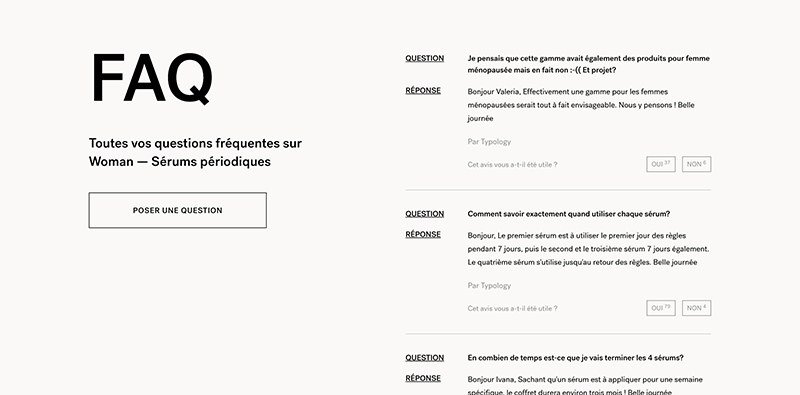 FAQ
Toutes vos questions fréquentes sur
Woman — Sérums périodiques
POSER UNE QUESTION
QUESTION
Je pensais que cette gamme avait également des produits pour femme
ménopausée mais en fait non :-(( Et projet?
RÉPONSE
Bonjour Valeria, Effectivement une gamme pour les femmes
ménopausées serait tout à fait envisageable. Nous y pensons ! Belle
journée
Par Typology
Cet avis vous a-t-il été utile ?
OUI 37
NON 6
QUESTION
Comment savoir exactement quand utiliser chaque sérum?
RÉPONSE
Bonjour, Le premier sérum est à utiliser le premier jour des règles
pendant 7 jours, puis le second et le troisième sérum 7 jours également.
Le quatrième sérum s'utilise jusqu'au retour des règles. Belle journée
Par Typology
Cet avis vous a-t-il été utile ?
OUI 79
NON 4
QUESTION
En combien de temps est-ce que je vais terminer les 4 sérums?
RÉPONSE
Bonjour Ivana, Sachant qu'un sérum est à appliquer pour une semaine
spécifique, le coffret durera environ trois mois ! Belle journée